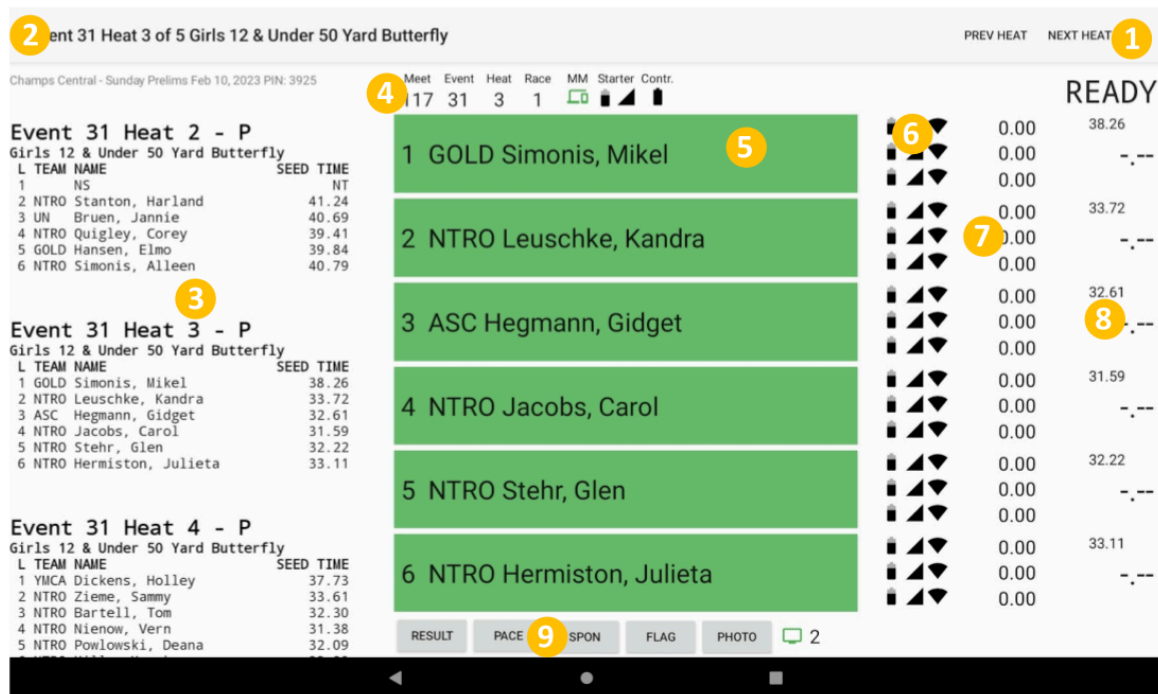 2 ent 31 Heat 3 of 5 Girls 12 & Under 50 Yard Butterfly
PREV HEAT NEXT HEAT 1
Champs Central - Sunday Prelims Feb 10, 2023 PIN: 3925
Meet Event Heat Race MM Starter Contr.
4 117 31 3 1
READY
Event 31 Heat 2 - P
Girls 12 & Under 50 Yard Butterfly
L TEAM NAME SEED TIME
1 NS NT
2 NTRO Stanton, Harland 41.24
3 UN Bruen, Jannie 40.69
4 NTRO Quigley, Corey 39.41
5 GOLD Hansen, Elmo 39.84
6 NTRO Simonis, Alleen 40.79
3
Event 31 Heat 3 - P
Girls 12 & Under 50 Yard Butterfly
L TEAM NAME SEED TIME
1 GOLD Simonis, Mikel 38.26
2 NTRO Leuschke, Kandra 33.72
3 ASC Hegmann, Gidget 32.61
4 NTRO Jacobs, Carol 31.59
5 NTRO Stehr, Glen 32.22
6 NTRO Hermiston, Julieta 33.11
Event 31 Heat 4 - P
Girls 12 & Under 50 Yard Butterfly
L TEAM NAME SEED TIME
1 YMCA Dickens, Holley 37.73
2 NTRO Zieme, Sammy 33.61
3 NTRO Bartell, Tom 32.30
4 NTRO Nienow, Vern 31.38
5 NTRO Powlowski, Deana 32.09
1 GOLD Simonis, Mikel 5
6
0.00 38.26
0.00 -.--
0.00
2 NTRO Leuschke, Kandra
0.00 33.72
7 0.00 -.--
0.00
3 ASC Hegmann, Gidget
0.00 32.61
0.00 8 -.--
0.00
4 NTRO Jacobs, Carol
0.00 31.59
0.00 -.--
0.00
5 NTRO Stehr, Glen
0.00 32.22
0.00 -.--
0.00
6 NTRO Hermiston, Julieta
0.00 33.11
0.00 -.--
0.00
RESULT PACE 9 SPON FLAG PHOTO 2